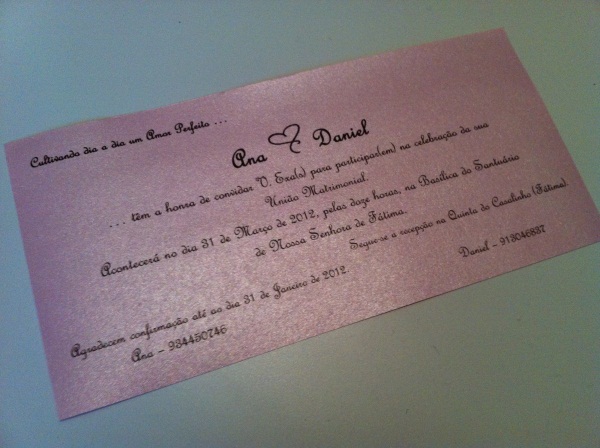 Cultivando dia a dia um Amor Perfeito ...
Ana Daniel
... têm a honra de convidar V. Exa(s) para participar(em) na celebração da sua
União Matrimonial.
Acontecerá no dia 31 de Março de 2012, pelas doze horas, na Basílica do Santuário
de Nossa Senhora de Fátima.
Segue-se a recepção na Quinta do Casalinho (Fátima).
Agradecem confirmação até ao dia 31 de Janeiro de 2012.
Ana - 934450746 Daniel - 913046837